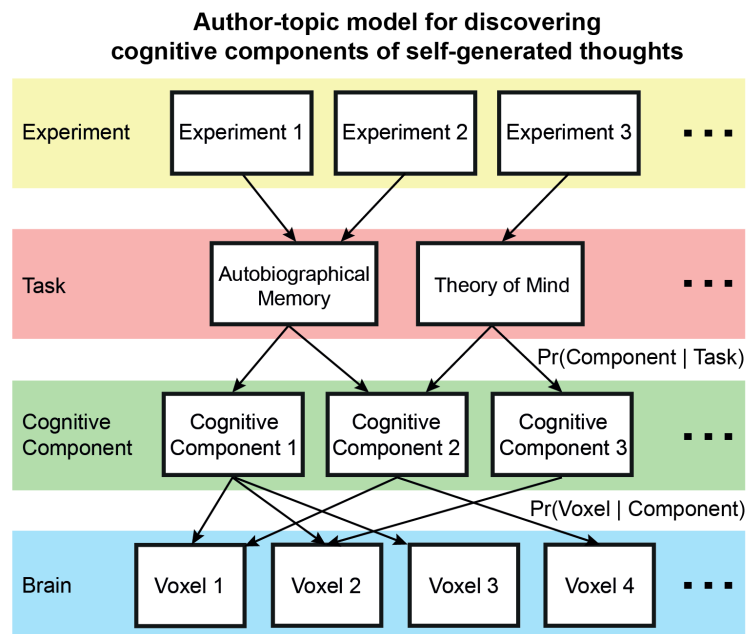 Author-topic model for discovering
cognitive components of self-generated thoughts
Experiment
Experiment 1
Experiment 2
Experiment 3
Task
Autobiographical
Memory
Theory of Mind
Pr(Component | Task)
Cognitive
Component
Cognitive
Component 1
Cognitive
Component 2
Cognitive
Component 3
Pr(Voxel | Component)
Brain
Voxel 1
Voxel 2
Voxel 3
Voxel 4